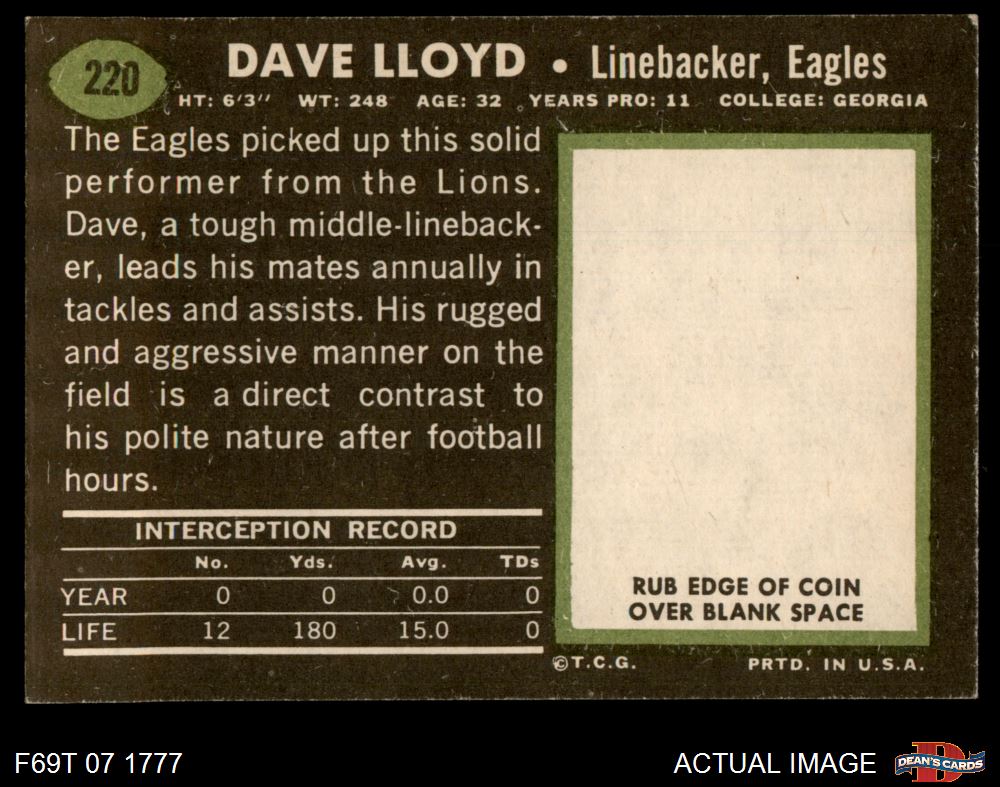 220
DAVE LLOYD • Linebacker, Eagles
HT: 6'3" WT: 248 AGE: 32 YEARS PRO: 11 COLLEGE: GEORGIA
The Eagles picked up this solid
performer from the Lions.
Dave, a tough middle-lineback-
er, leads his mates annually in
tackles and assists. His rugged
and aggressive manner on the
field is a direct contrast to
his polite nature after football
hours.
INTERCEPTION RECORD
No. Yds. Avg. TDs
YEAR 0 0 0.0 0
LIFE 12 180 15.0 0
RUB EDGE OF COIN
OVER BLANK SPACE
©T.C.G. PRTD. IN U.S.A.
F69T 07 1777
ACTUAL IMAGE
D
DEAN'S CARDS